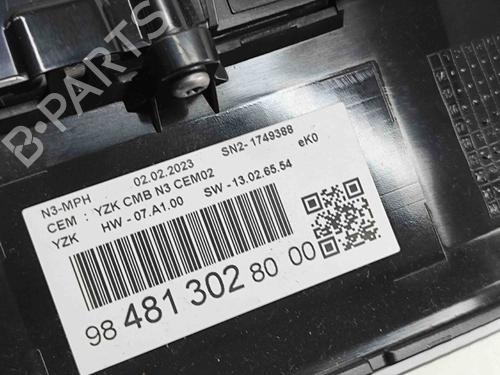 B-PARTS
N3-MPH 02.02.2023 SN2- 1749388
CEM : YZK CMB N3 CEM02 eK0
YZK HW - 07.A1.00 SW -13.02.65.54
98 481 302 80 00